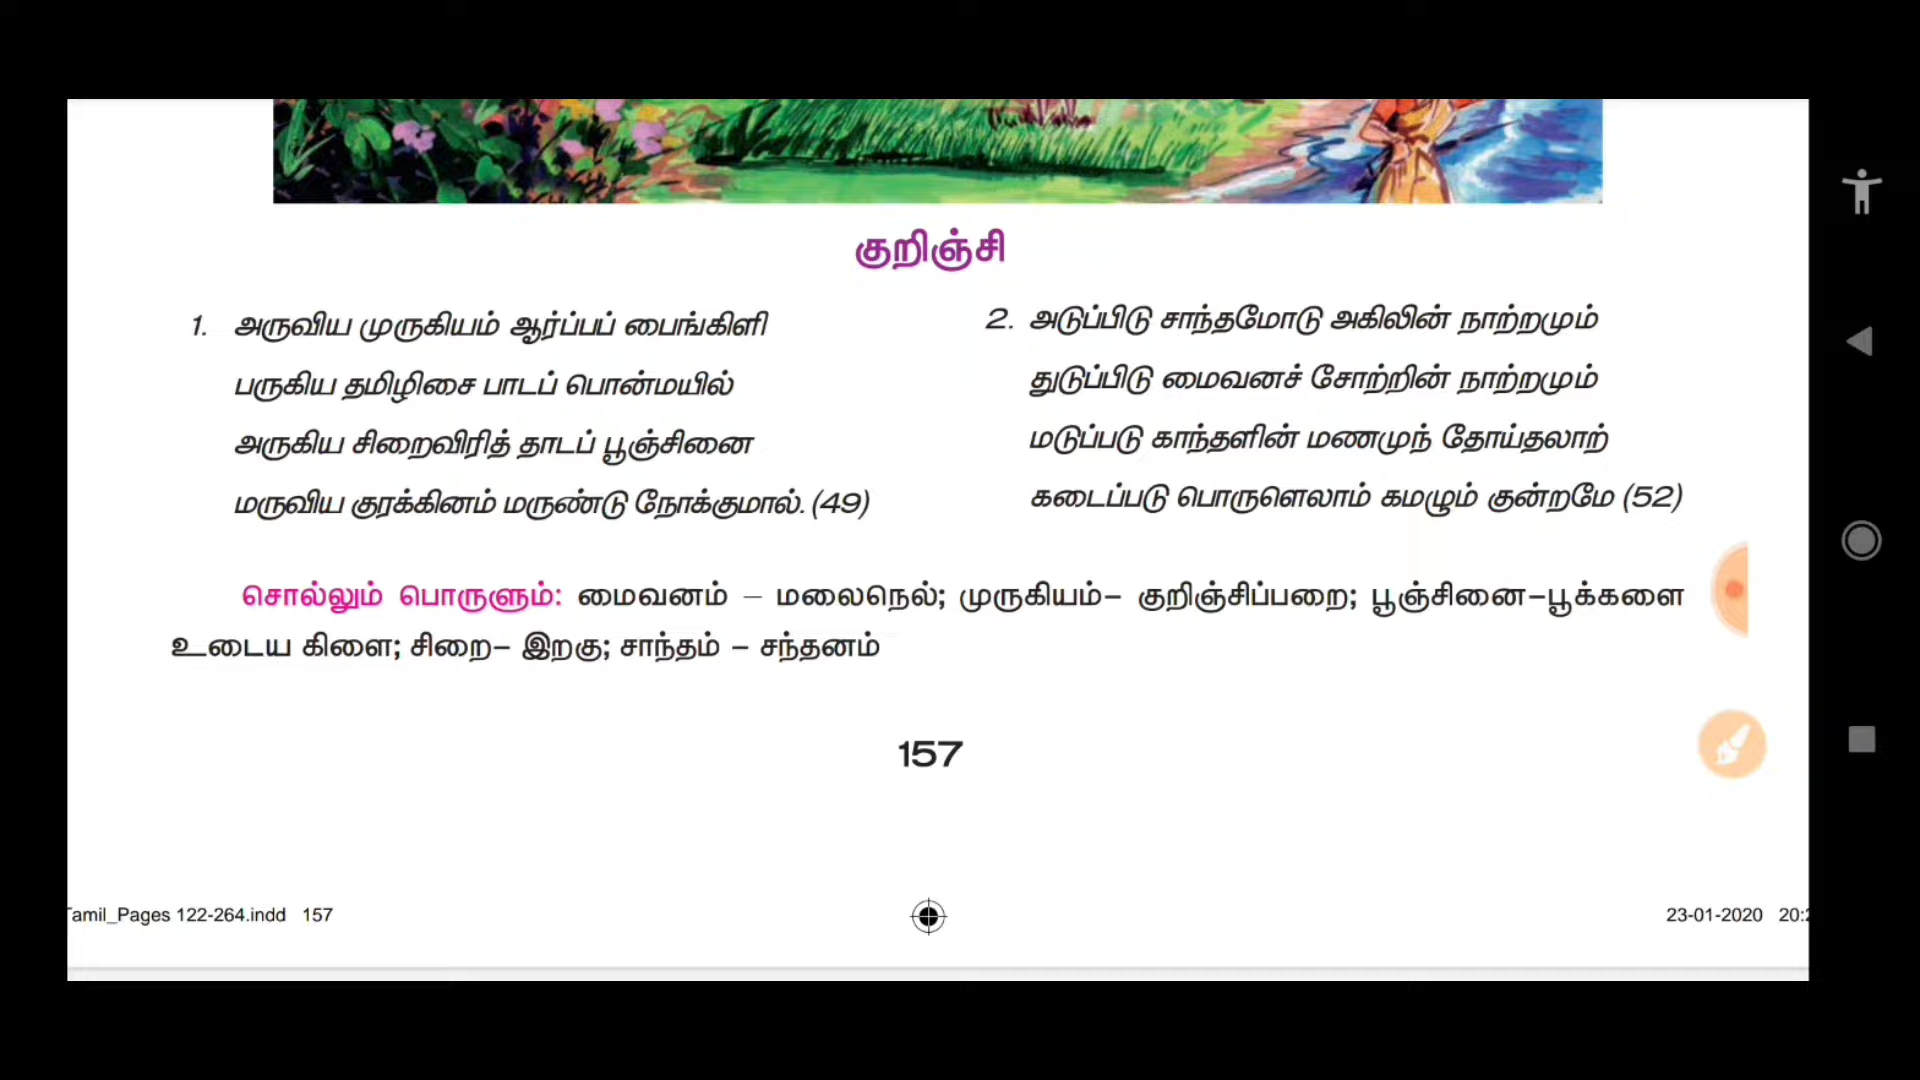 குறிஞ்சி
1. அருவிய முருகியம் ஆர்ப்பப் பைங்கிளி
பருகிய தமிழிசை பாடப் பொன்மயில்
அருகிய சிறைவிரித் தாடப் பூஞ்சினை
மருவிய குரக்கினம் மருண்டு நோக்குமால். (49)
2. அடுப்பிடு சாந்தமோடு அகிலின் நாற்றமும்
துடுப்பிடு மைவனச் சோற்றின் நாற்றமும்
மடுப்படு காந்தளின் மணமுந் தோய்தலாற்
கடைப்படு பொருளெலாம் கமழும் குன்றமே (52)
சொல்லும் பொருளும்: மைவனம் – மலைநெல்; முருகியம்– குறிஞ்சிப்பறை; பூஞ்சினை–பூக்களை
உடைய கிளை; சிறை– இறகு; சாந்தம் – சந்தனம்
157
Tamil_Pages 122-264.indd 157
23-01-2020